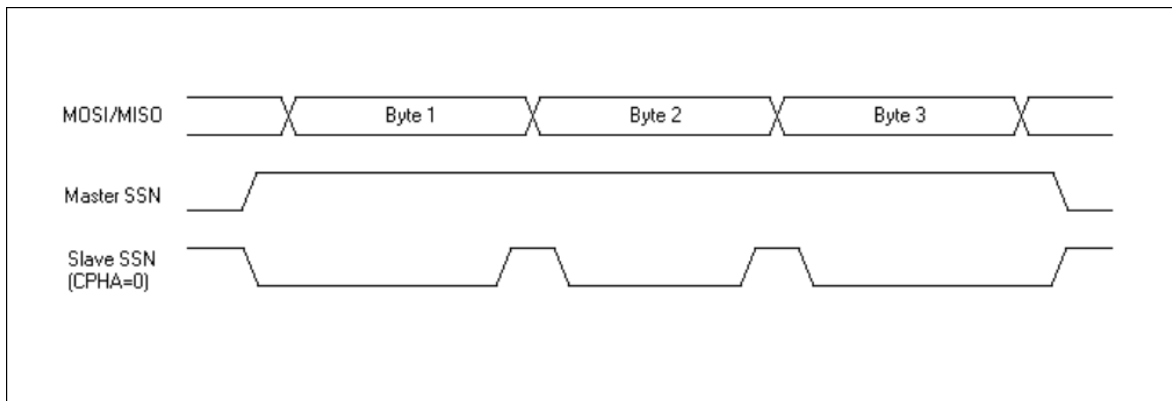 MOSI/MISO
Byte 1
Byte 2
Byte 3
Master SSN
Slave SSN
(CPHA=0)